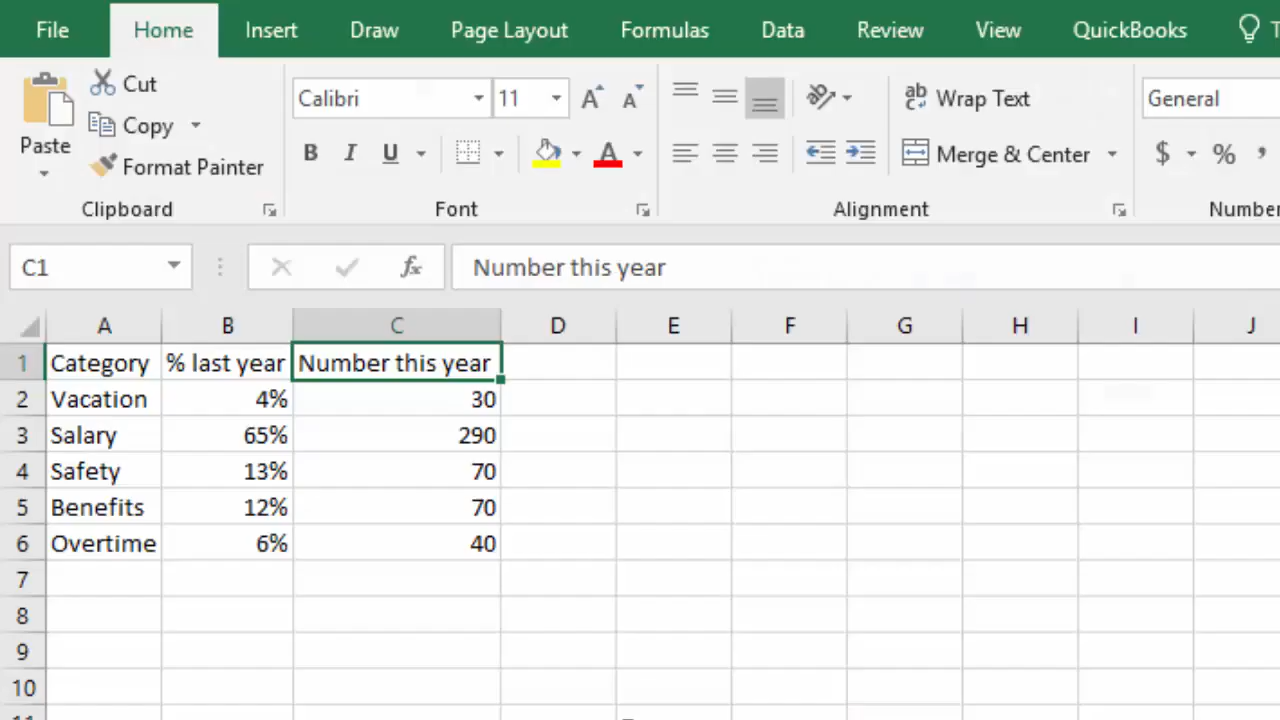 File Home Insert Draw Page Layout Formulas Data Review View QuickBooks
Cut
Copy
Format Painter
Paste
Clipboard
Calibri 11
B I U A
Font
Wrap Text
Merge & Center
Alignment
General
$ % ,
C1 fx Number this year
A B C D E F G H I J
1 Category % last year Number this year
2 Vacation 4% 30
3 Salary 65% 290
4 Safety 13% 70
5 Benefits 12% 70
6 Overtime 6% 40
7
8
9
10